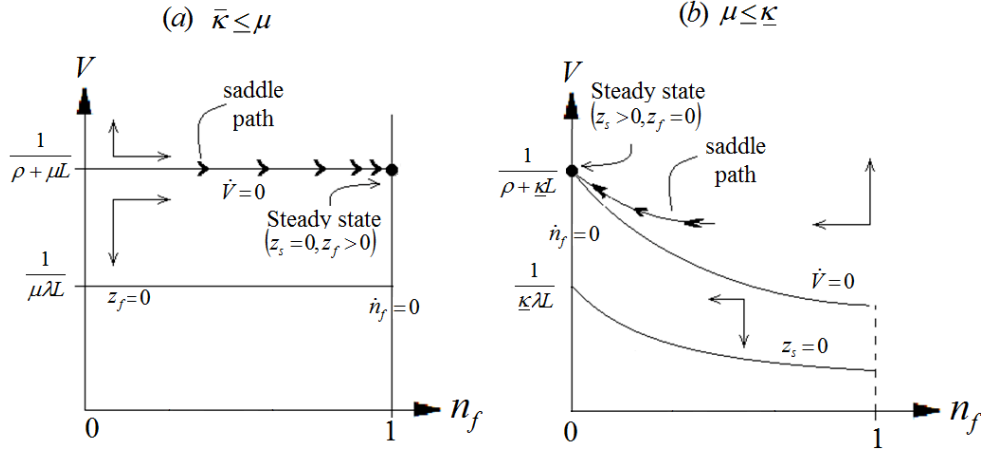 (a) κ̄ ≤ μ
V
saddle
path
1
ρ + μL
V̇ = 0
Steady state
(z_s = 0, z_f > 0)
1
μλL
z_f = 0
ṅ_f = 0
0
1
n_f
(b) μ ≤ κ̲
V
Steady state
(z_s > 0, z_f = 0)
saddle
path
1
ρ + κ̲L
ṅ_f = 0
1
κ̲λL
V̇ = 0
z_s = 0
0
1
n_f